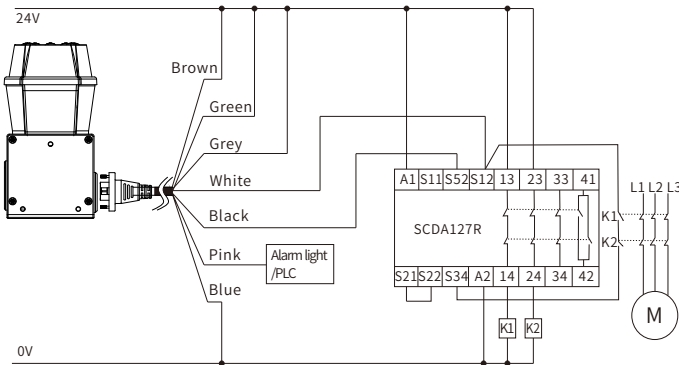 24V
Brown
Green
Grey
White
Black
Pink
Blue
Alarm light
/PLC
0V
A1 S11 S52 S12 13 23 33 41
SCDA127R
S21 S22 S34 A2 14 24 34 42
K1 K2
L1 L2 L3
K1
K2
M